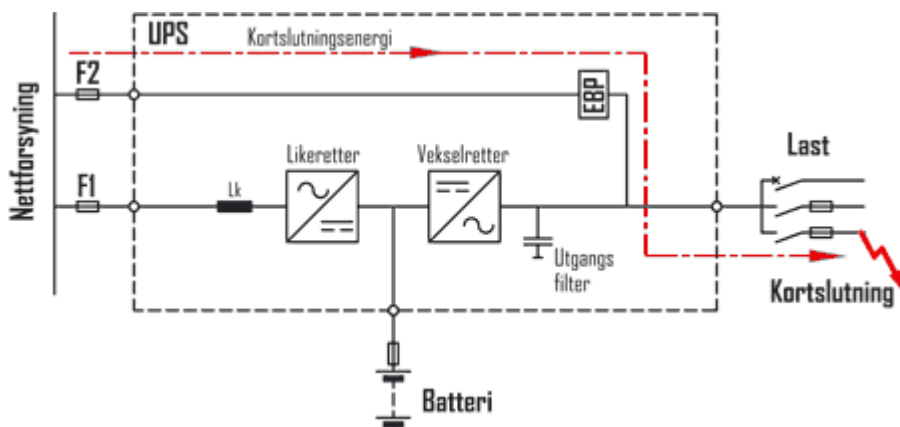 UPS
Kortslutningsenergi
F2
EBP
Nettforsyning
Likeretter
Vekselretter
Last
F1
Lk
Utgangs
filter
Kortslutning
Batteri